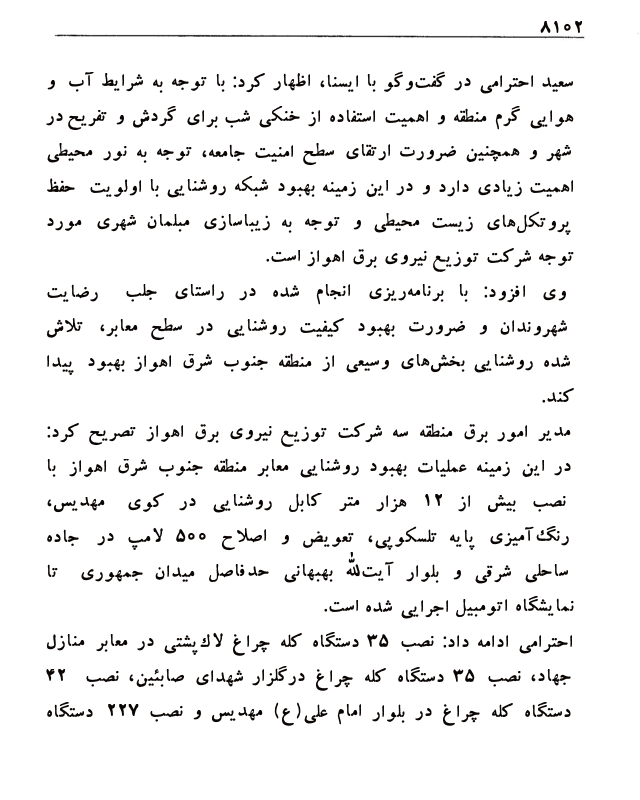 ۸۱۰۲
سعید احترامی در گفت‌وگو با ایسنا، اظهار کرد: با توجه به شرایط آب و
هوایی گرم منطقه و اهمیت استفاده از خنکی شب برای گردش و تفریح در
شهر و همچنین ضرورت ارتقای سطح امنیت جامعه، توجه به نور محیطی
اهمیت زیادی دارد و در این زمینه بهبود شبکه روشنایی با اولویت حفظ
پروتکل‌های زیست محیطی و توجه به زیباسازی مبلمان شهری مورد
توجه شرکت توزیع نیروی برق اهواز است.
وی افزود: با برنامه‌ریزی انجام شده در راستای جلب رضایت
شهروندان و ضرورت بهبود کیفیت روشنایی در سطح معابر، تلاش
شده روشنایی بخش‌های وسیعی از منطقه جنوب شرق اهواز بهبود پیدا
کند.
مدیر امور برق منطقه سه شرکت توزیع نیروی برق اهواز تصریح کرد:
در این زمینه عملیات بهبود روشنایی معابر منطقه جنوب شرق اهواز با
نصب بیش از ۱۲ هزار متر کابل روشنایی در کوی مهدیس،
رنگ‌آمیزی پایه تلسکوپی، تعویض و اصلاح ۵۰۰ لامپ در جاده
ساحلی شرقی و بلوار آیت‌الله بهبهانی حدفاصل میدان جمهوری تا
نمایشگاه اتومبیل اجرایی شده است.
احترامی ادامه داد: نصب ۳۵ دستگاه کله چراغ لاک‌پشتی در معابر منازل
جهاد، نصب ۳۵ دستگاه کله چراغ درگلزار شهدای صابئین، نصب ۴۲
دستگاه کله چراغ در بلوار امام علی(ع) مهدیس و نصب ۲۲۷ دستگاه